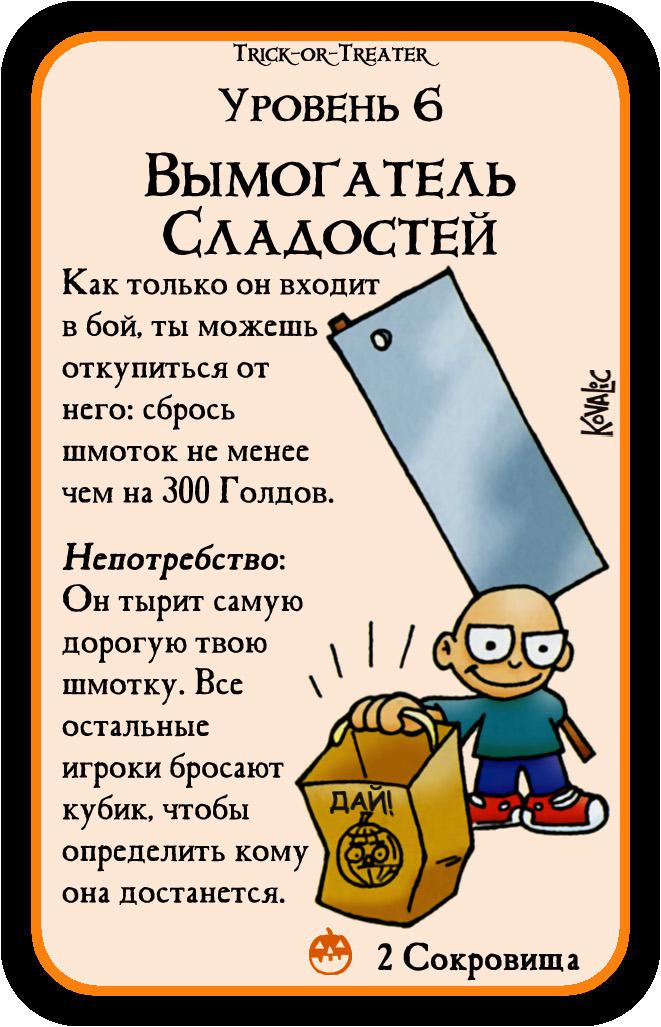 Trick-or-Treater
Уровень 6
Вымогатель
Сладостей
Как только он входит
в бой, ты можешь
откупиться от
него: сбрось
шмоток не менее
чем на 300 Голдов.
Kovalic
Непотребство:
Он тырит самую
дорогую твою
шмотку. Все
остальные
игроки бросают
кубик, чтобы
определить кому
она достанется.
ДАЙ!
2 Сокровища